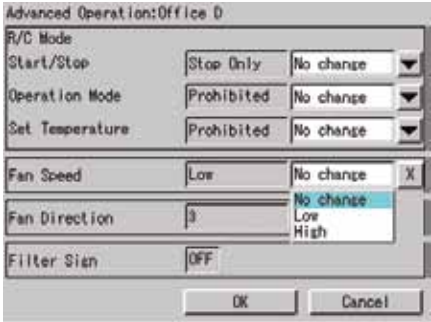 Advanced Operation:Office D
R/C Mode
Start/Stop Stop Only No change
Operation Mode Prohibited No change
Set Temperature Prohibited No change
Fan Speed Low No change X
No change
Low
High
Fan Direction 3
Filter Sign OFF
OK Cancel